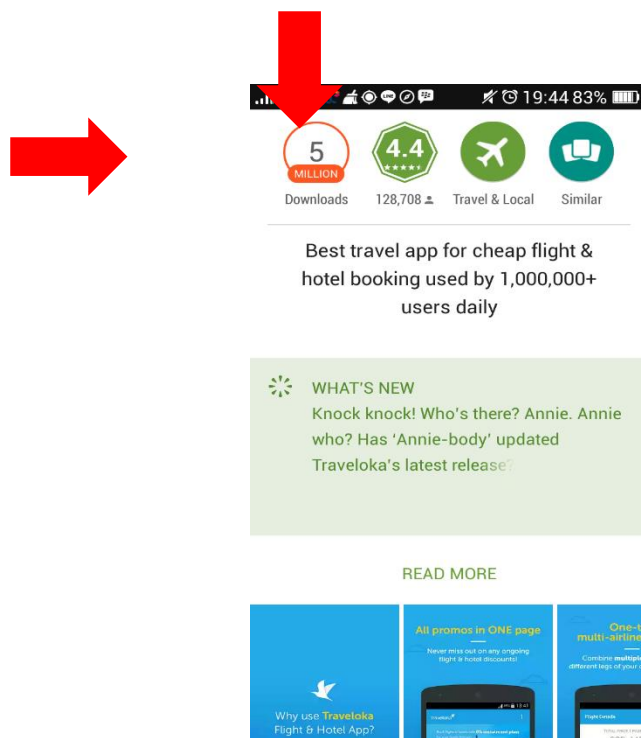 19:44 83%
5
MILLION
4.4
Downloads
128,708
Travel & Local
Similar
Best travel app for cheap flight &
hotel booking used by 1,000,000+
users daily
WHAT'S NEW
Knock knock! Who's there? Annie. Annie
who? Has 'Annie-body' updated
Traveloka's latest release?
READ MORE
Why use Traveloka
Flight & Hotel App?
All promos in ONE page
Never miss out on any ongoing
flight & hotel discounts!
multi-airline
Combine multiple
different legs of your